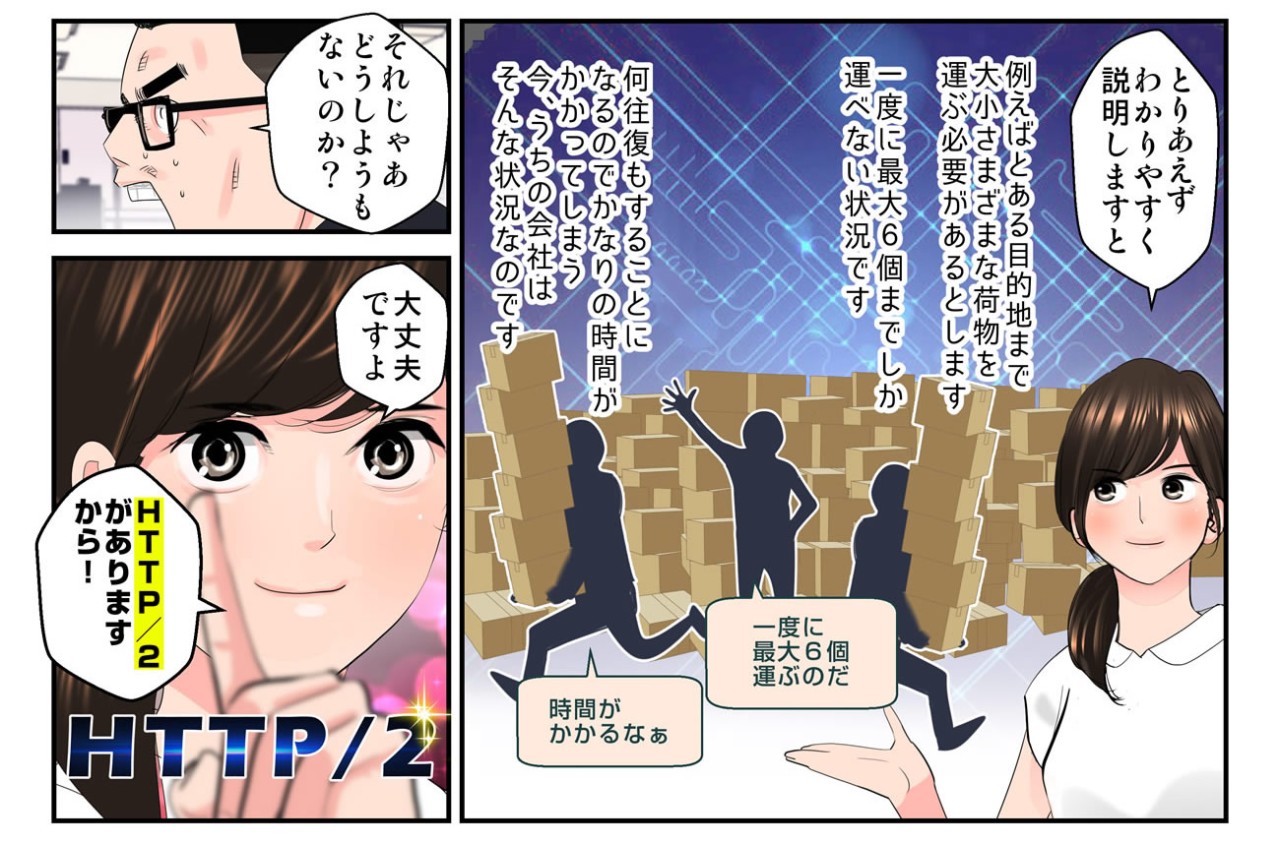 とりあえず
わかりやすく
説明しますと
例えばとある目的地まで
大小さまざまな荷物を
運ぶ必要があるとします
一度に最大６個までしか
運べない状況です
何往復もすることに
なるのでかなりの時間が
かかってしまう
今、うちの会社は
そんな状況なのです
一度に
最大６個
運ぶのだ
時間が
かかるなぁ
それじゃあ
どうしようも
ないのか？
大丈夫
ですよ
ＨＴＴＰ／２
があります
から！
HTTP/2